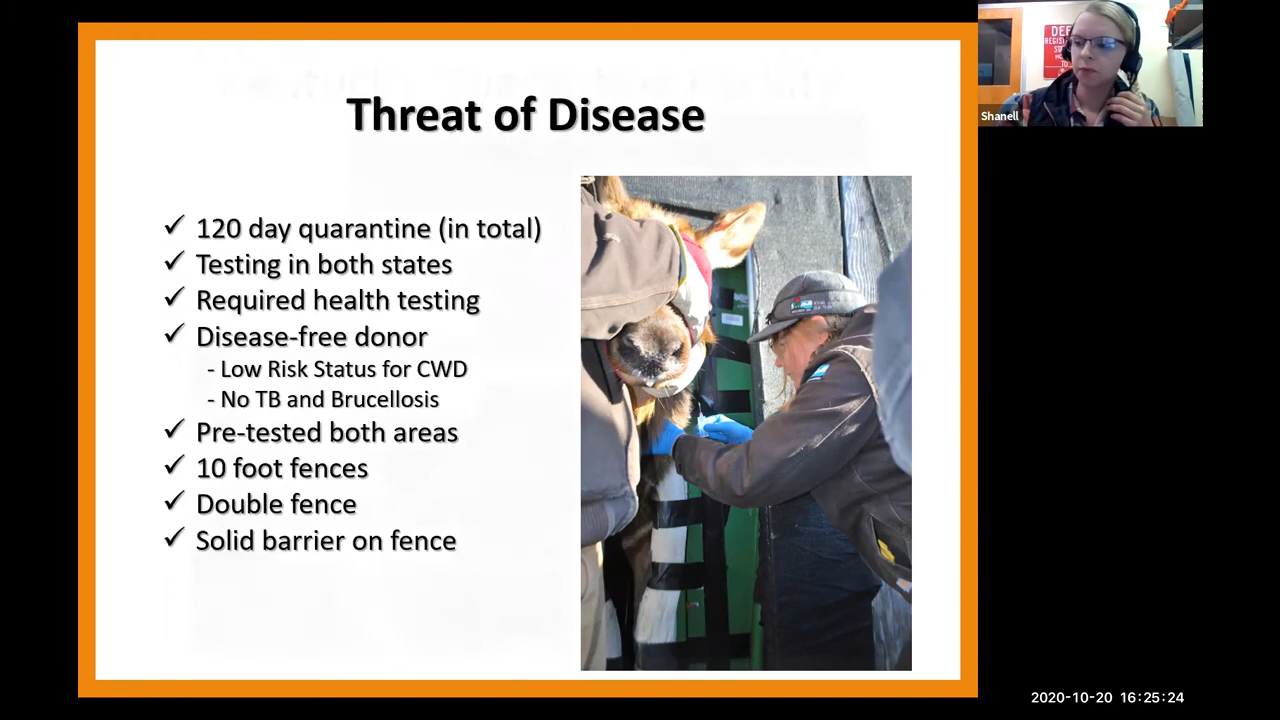 Threat of Disease
✓ 120 day quarantine (in total)
✓ Testing in both states
✓ Required health testing
✓ Disease-free donor
- Low Risk Status for CWD
- No TB and Brucellosis
✓ Pre-tested both areas
✓ 10 foot fences
✓ Double fence
✓ Solid barrier on fence
Shanell
2020-10-20 16:25:24